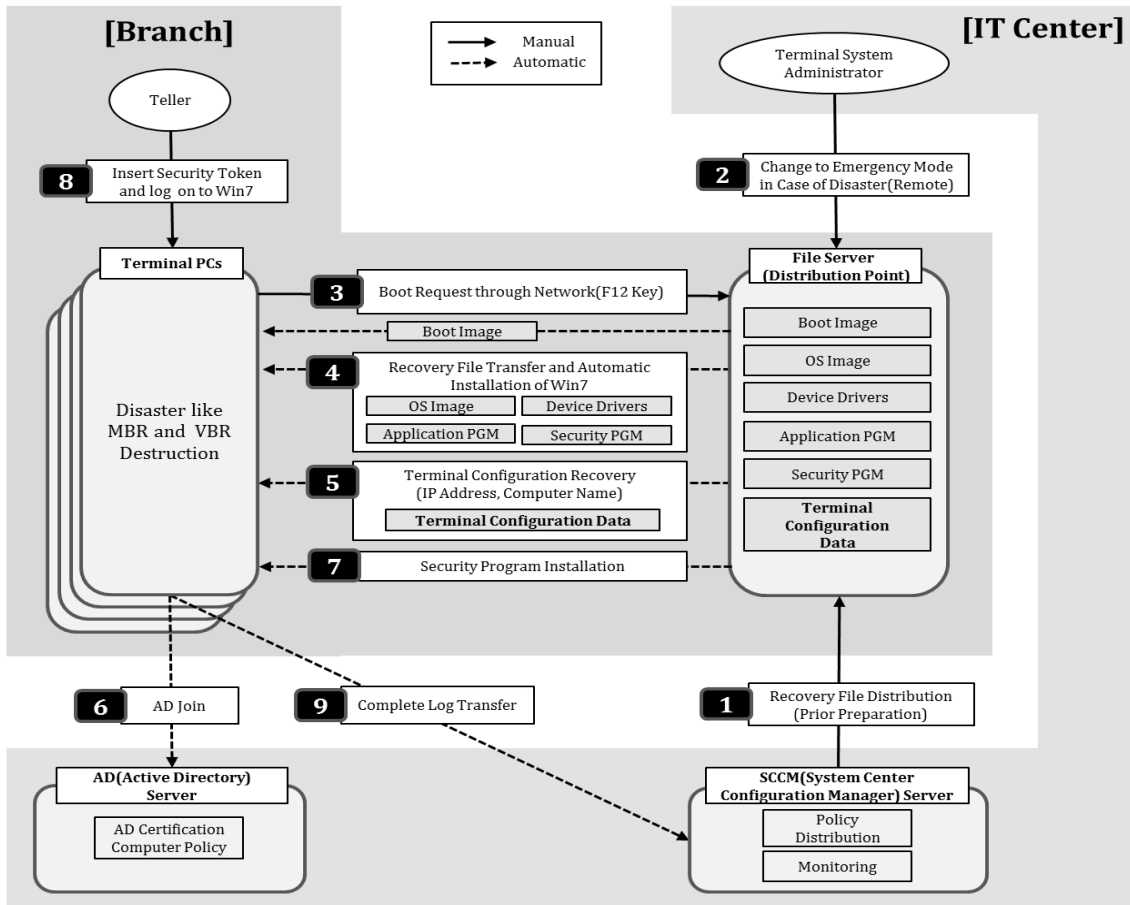 [Branch]
[IT Center]
Manual
Automatic
Terminal System
Administrator
Teller
8
Insert Security Token
and log on to Win7
2
Change to Emergency Mode
in Case of Disaster(Remote)
Terminal PCs
File Server
(Distribution Point)
3
Boot Request through Network(F12 Key)
Boot Image
Boot Image
OS Image
Device Drivers
Application PGM
Security PGM
Terminal
Configuration
Data
4
Recovery File Transfer and Automatic
Installation of Win7
OS Image
Device Drivers
Application PGM
Security PGM
Disaster like
MBR and VBR
Destruction
5
Terminal Configuration Recovery
(IP Address, Computer Name)
Terminal Configuration Data
7
Security Program Installation
6
AD Join
9
Complete Log Transfer
1
Recovery File Distribution
(Prior Preparation)
AD(Active Directory)
Server
AD Certification
Computer Policy
SCCM(System Center
Configuration Manager) Server
Policy
Distribution
Monitoring